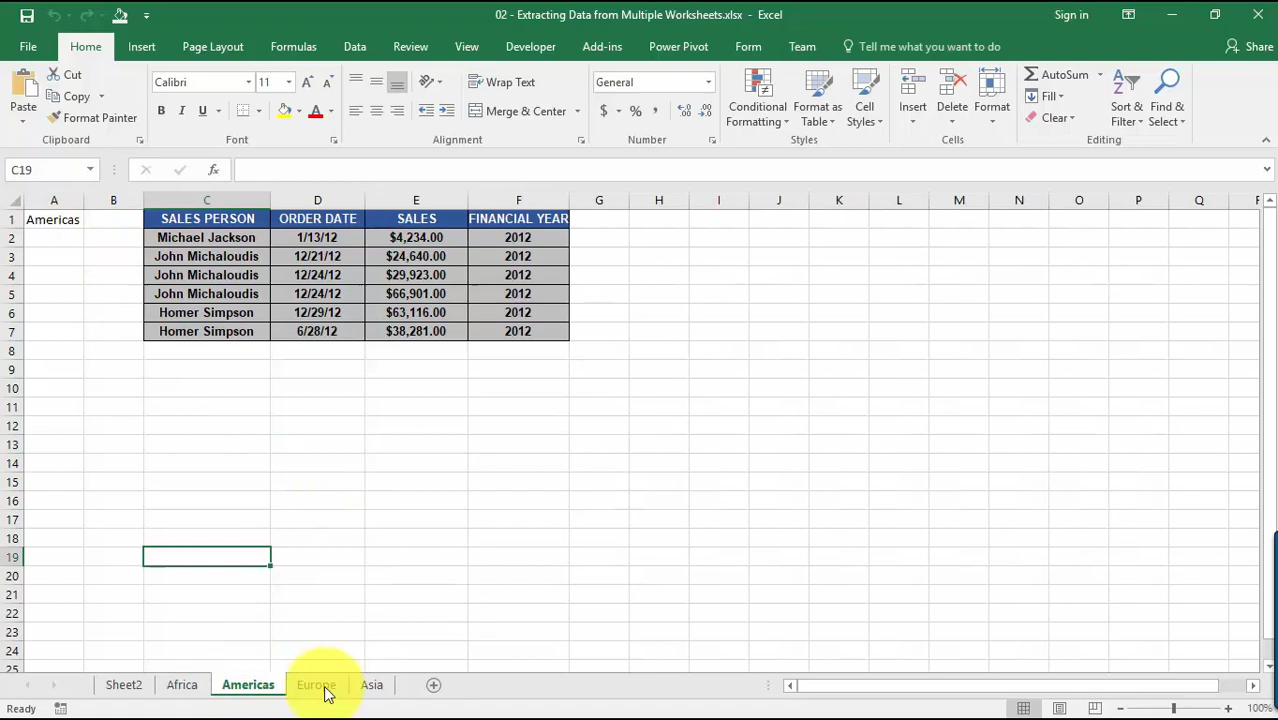 02 - Extracting Data from Multiple Worksheets.xlsx - Excel Sign in
File Home Insert Page Layout Formulas Data Review View Developer Add-ins Power Pivot Form Team Tell me what you want to do Share
Paste
Cut
Copy
Format Painter
Clipboard
Calibri 11
B I U
Font
Wrap Text
Merge & Center
Alignment
General
$ % ,
Number
Conditional Formatting
Format as Table
Cell Styles
Styles
Insert
Delete
Format
Cells
AutoSum
Fill
Clear
Sort & Filter
Find & Select
Editing
C19 fx
A B C D E F G H I J K L M N O P Q
1 Americas SALES PERSON ORDER DATE SALES FINANCIAL YEAR
2 Michael Jackson 1/13/12 $4,234.00 2012
3 John Michaloudis 12/21/12 $24,640.00 2012
4 John Michaloudis 12/24/12 $29,923.00 2012
5 John Michaloudis 12/24/12 $66,901.00 2012
6 Homer Simpson 12/29/12 $63,116.00 2012
7 Homer Simpson 6/28/12 $38,281.00 2012
8
9
10
11
12
13
14
15
16
17
18
19
20
21
22
23
24
25
Sheet2 Africa Americas Europe Asia
Ready 100%